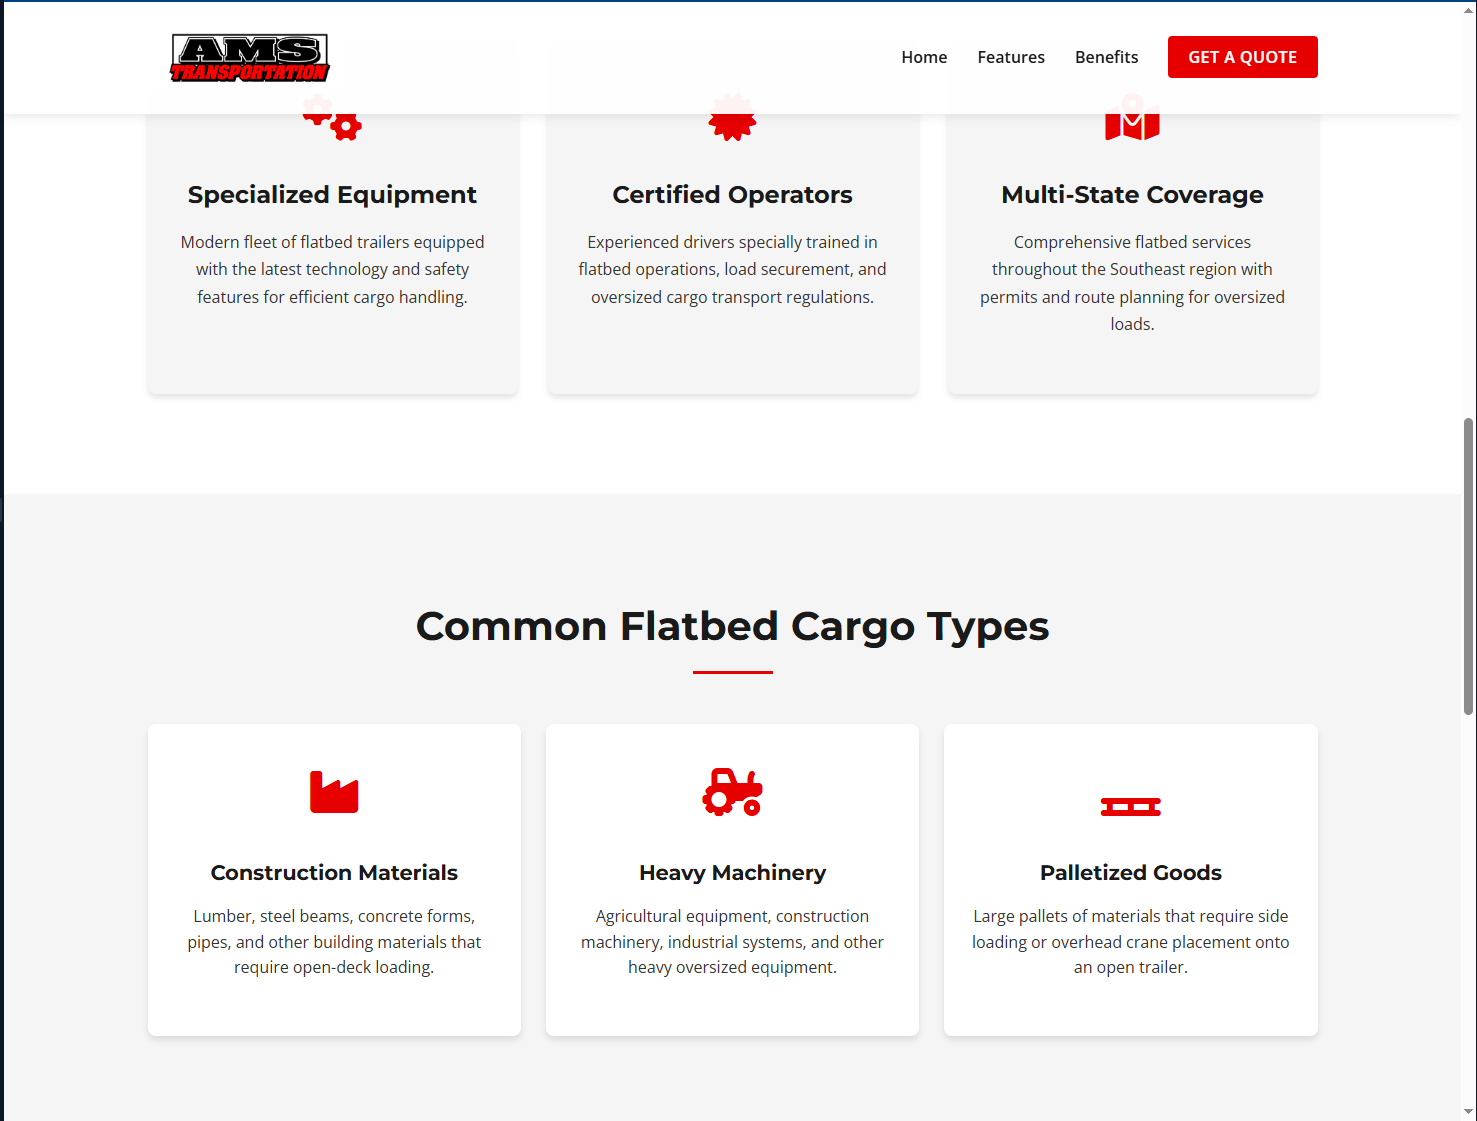 AMS
TRANSPORTATION
Home
Features
Benefits
GET A QUOTE
Specialized Equipment
Modern fleet of flatbed trailers equipped
with the latest technology and safety
features for efficient cargo handling.
Certified Operators
Experienced drivers specially trained in
flatbed operations, load securement, and
oversized cargo transport regulations.
Multi-State Coverage
Comprehensive flatbed services
throughout the Southeast region with
permits and route planning for oversized
loads.
Common Flatbed Cargo Types
Construction Materials
Lumber, steel beams, concrete forms,
pipes, and other building materials that
require open-deck loading.
Heavy Machinery
Agricultural equipment, construction
machinery, industrial systems, and other
heavy oversized equipment.
Palletized Goods
Large pallets of materials that require side
loading or overhead crane placement onto
an open trailer.